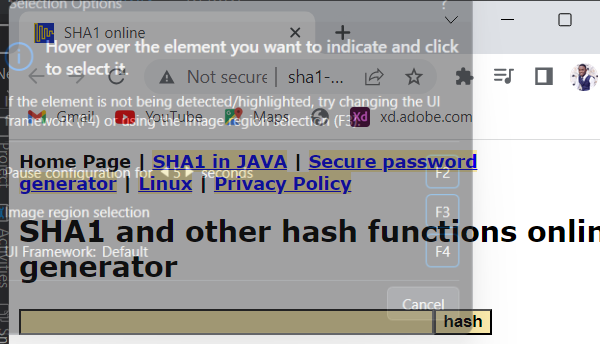 Selection Options ?
SHA1 online
Hover over the element you want to indicate and click
to select it.
Not secure | sha1-...
If the element is not being detected/highlighted, try changing the UI
framework (F4) or using the image region selection (F3).
Gmail YouTube Maps Xd xd.adobe.com
Home Page | SHA1 in JAVA | Secure password
generator | Linux | Privacy Policy
Pause configuration for 5 seconds F2
Image region selection F3
SHA1 and other hash functions onlin
generator
UI Framework: Default F4
Cancel
hash
Project
Activities